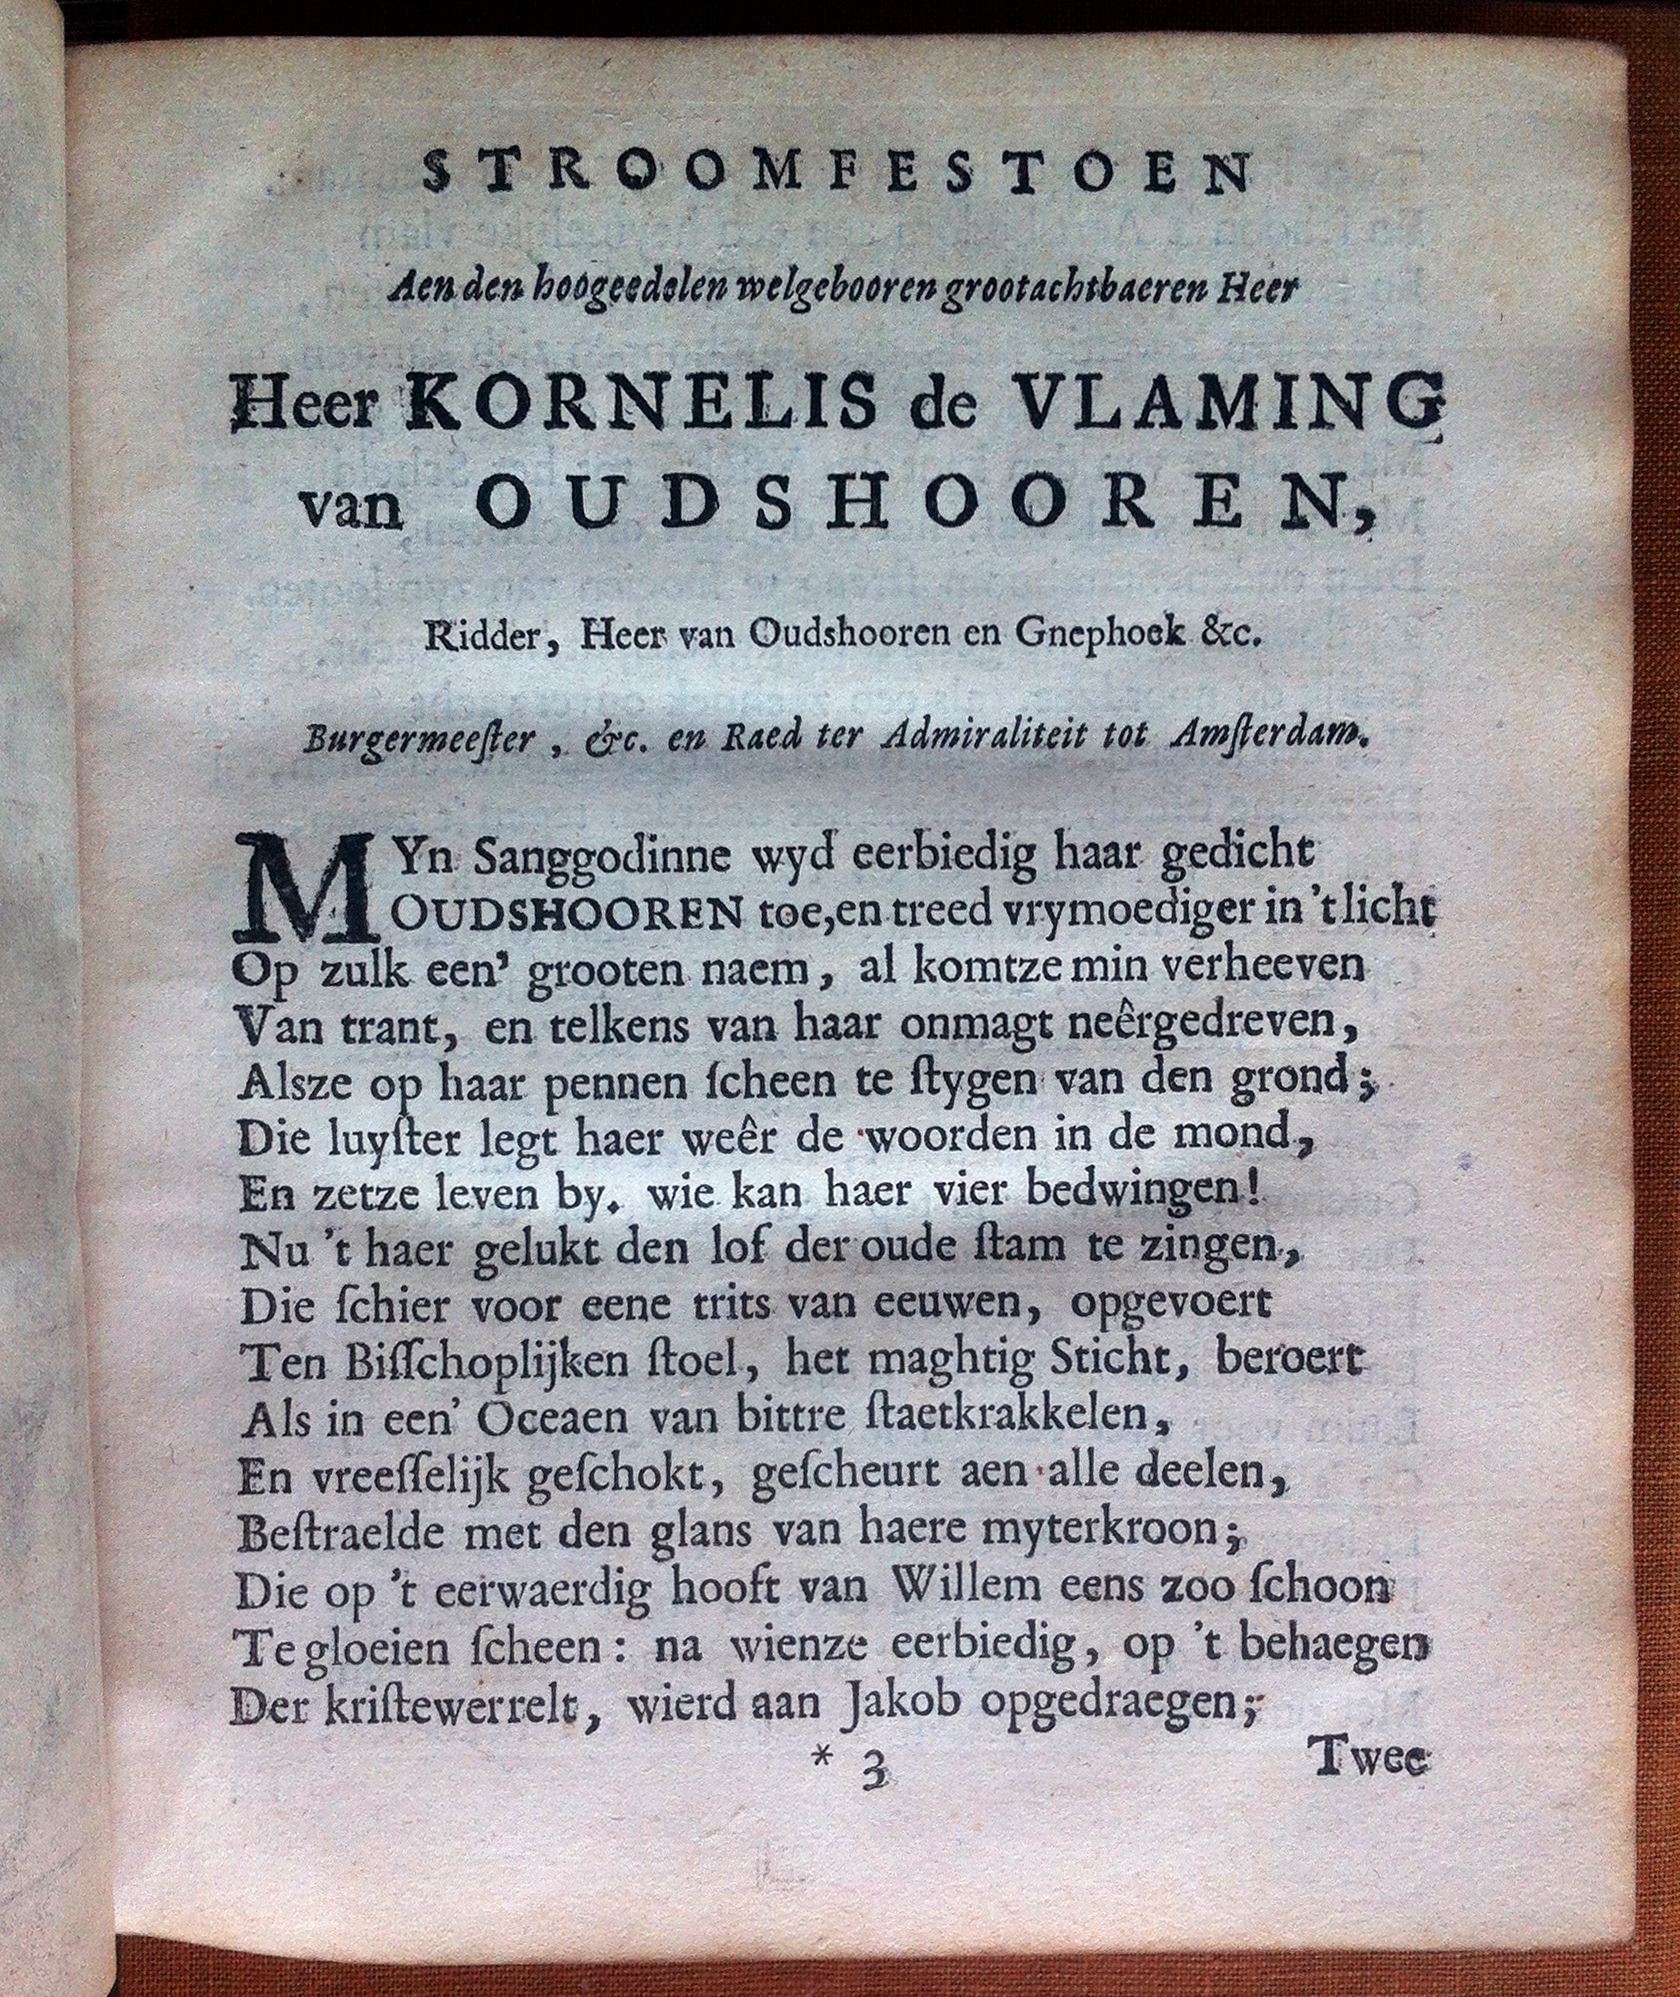 STROOMFESTOEN
Aen den hoogeedelen welgebooren grootachtbaeren Heer
Heer KORNELIS de VLAMING
van OUDSHOOREN,
Ridder, Heer van Oudshooren en Gnephoek &c.
Burgermeeſter, &c. en Raed ter Admiraliteit tot Amſterdam.
MYn Sanggodinne wyd eerbiedig haar gedicht
OUDSHOOREN toe, en treed vrymoediger in 't licht
Op zulk een' grooten naem, al komtze min verheeven
Van trant, en telkens van haar onmagt neêrgedreven,
Alsze op haar pennen ſcheen te ſtygen van den grond;
Die luyſter legt haer weêr de woorden in de mond,
En zetze leven by. wie kan haer vier bedwingen!
Nu 't haer gelukt den lof der oude ſtam te zingen,
Die ſchier voor eene trits van eeuwen, opgevoert
Ten Biſſchoplijken ſtoel, het maghtig Sticht, beroert
Als in een' Oceaen van bittre ſtaetkrakkelen,
En vreeſſelijk geſchokt, geſcheurt aen alle deelen,
Beſtraelde met den glans van haere myterkroon;
Die op 't eerwaerdig hooft van Willem eens zoo ſchoon
Te gloeien ſcheen: na wienze eerbiedig, op 't behaegen
Der kriſtewerrelt, wierd aan Jakob opgedraegen;
* 3 Twee